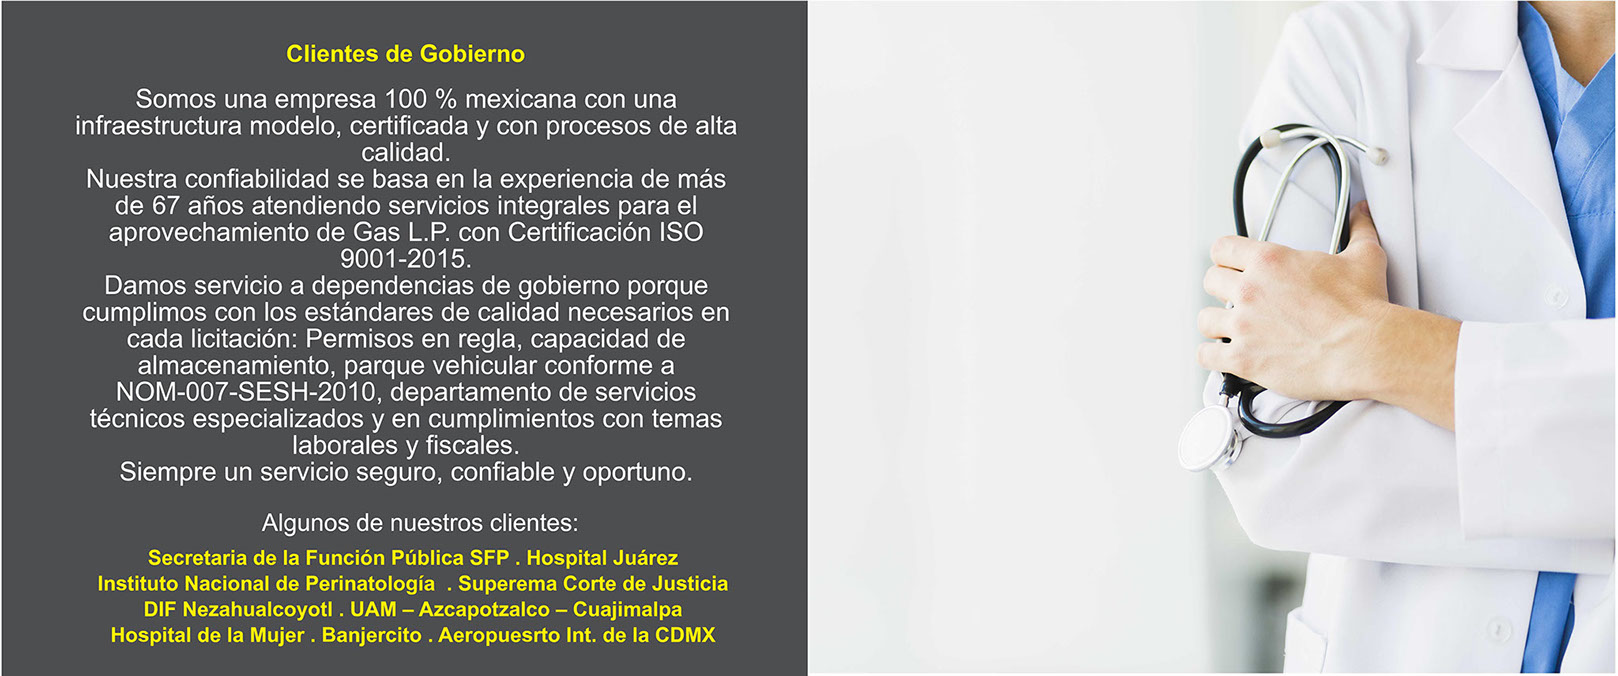 Clientes de Gobierno
Somos una empresa 100 % mexicana con una
infraestructura modelo, certificada y con procesos de alta
calidad.
Nuestra confiabilidad se basa en la experiencia de más
de 67 años atendiendo servicios integrales para el
aprovechamiento de Gas L.P. con Certificación ISO
9001-2015.
Damos servicio a dependencias de gobierno porque
cumplimos con los estándares de calidad necesarios en
cada licitación: Permisos en regla, capacidad de
almacenamiento, parque vehicular conforme a
NOM-007-SESH-2010, departamento de servicios
técnicos especializados y en cumplimientos con temas
laborales y fiscales.
Siempre un servicio seguro, confiable y oportuno.
Algunos de nuestros clientes:
Secretaria de la Función Pública SFP . Hospital Juárez
Instituto Nacional de Perinatología . Superema Corte de Justicia
DIF Nezahualcoyotl . UAM – Azcapotzalco – Cuajimalpa
Hospital de la Mujer . Banjercito . Aeropuesrto Int. de la CDMX